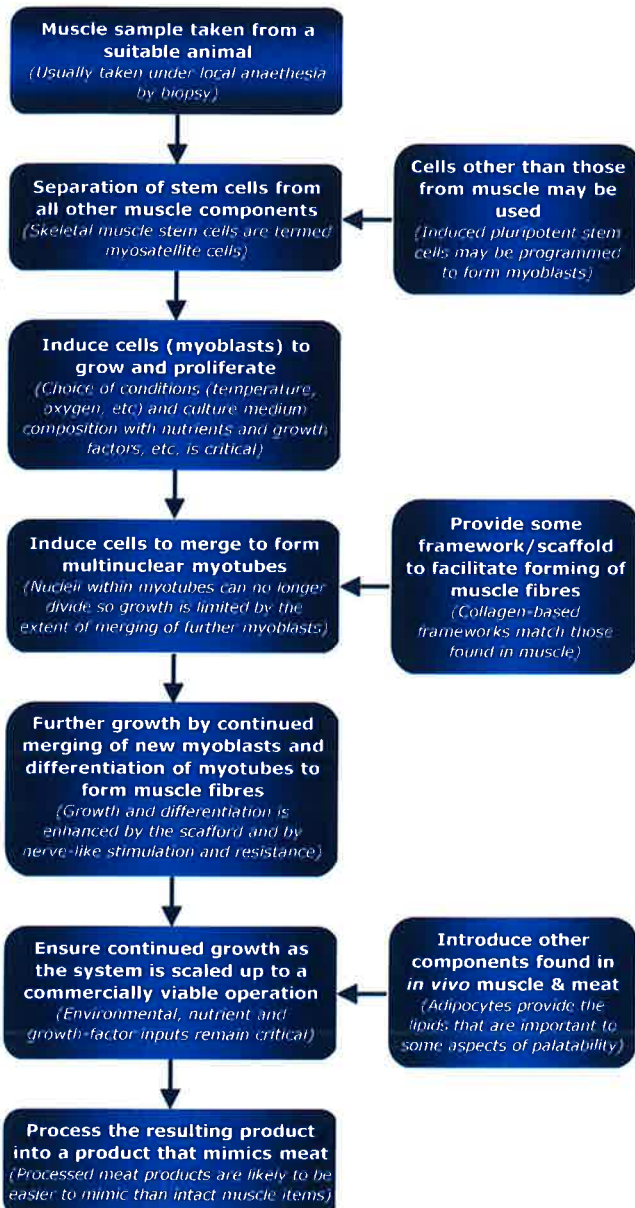 Muscle sample taken from a
suitable animal
(Usually taken under local anaethesia
by biopsy)
Separation of stem cells from
all other muscle components
(Skeletal muscle stem cells are termed
myosatellite cells)
Cells other than those
from muscle may be
used
(Induced pluripotent stem
cells may be programmed
to form myoblasts)
Induce cells (myoblasts) to
grow and proliferate
(Choice of conditions (temperature,
oxygen, etc) and culture medium
composition with nutrients and growth
factors, etc, is critical)
Induce cells to merge to form
multinuclear myotubes
(Nucleii within myotubes can no longer
divide so growth is limited by the
extent of merging of further myoblasts)
Provide some
framework/scaffold
to facilitate forming of
muscle fibres
(Collagen-based
frameworks match those
found in muscle)
Further growth by continued
merging of new myoblasts and
differentiation of myotubes to
form muscle fibres
(Growth and differentiation is
enhanced by the scafford and by
nerve-like stimulation and resistance)
Ensure continued growth as
the system is scaled up to a
commercially viable operation
(Environmental, nutrient and
growth-factor inputs remain critical)
Introduce other
components found in
in vivo muscle & meat
(Adipocytes provide the
lipids that are important to
some aspects of palatability)
Process the resulting product
into a product that mimics meat
(Processed meat products are likely to be
easier to mimic than intact muscle items)